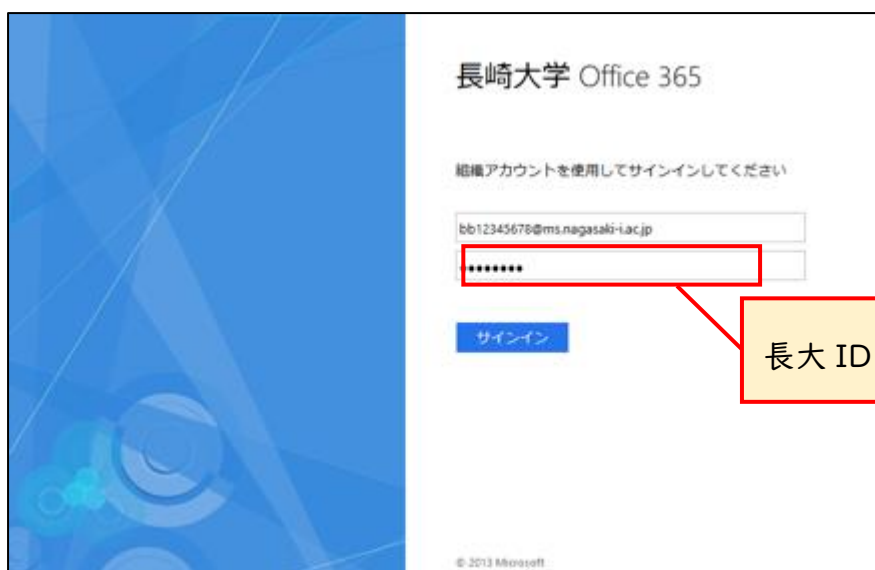 長崎大学 Office 365
組織アカウントを使用してサインインしてください
bb12345678@ms.nagasaki-i.ac.jp
••••••••
サインイン
長大 ID
© 2013 Microsoft